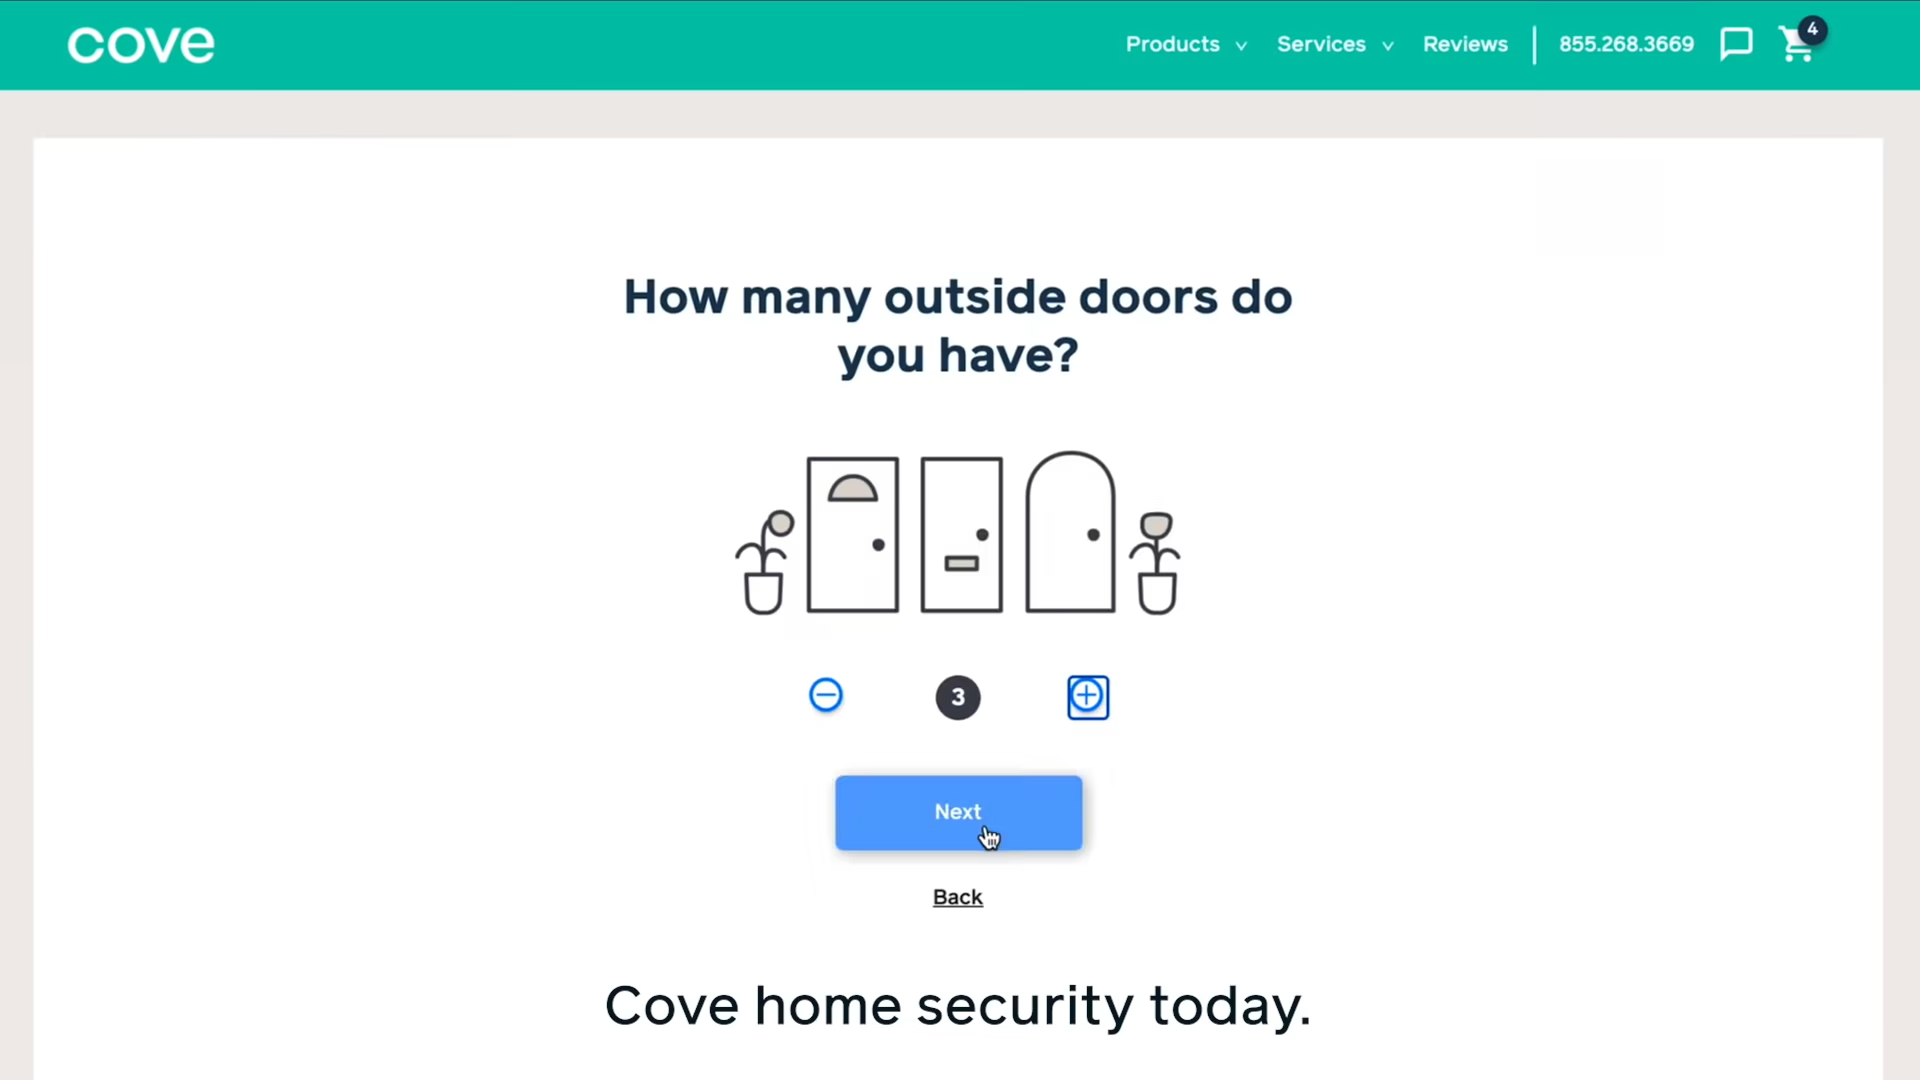 cove
Products Services Reviews 855.268.3669 4
How many outside doors do
you have?
3
Next
Back
Cove home security today.